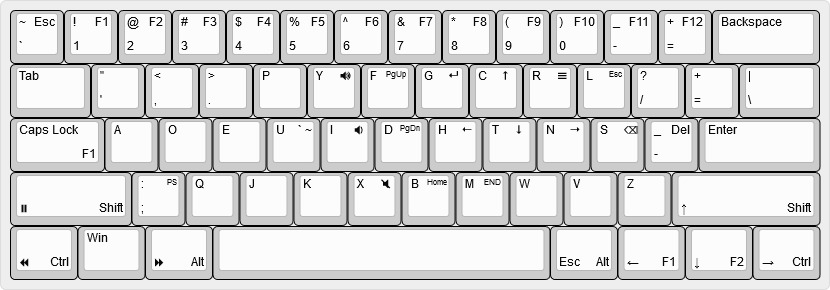 ~ Esc ! F1 @ F2 # F3 $ F4 % F5 ^ F6 & F7 * F8 ( F9 ) F10 _ F11 + F12 Backspace
` 1 2 3 4 5 6 7 8 9 0 - =
Tab " < > P Y F PgUp G ↵ C ↑ R ≡ L Esc ? + |
' , . / = \
Caps Lock A O E U ` ~ I D PgDn H ← T ↓ N → S ⌫ _ Del Enter
F1 -
: PS Q J K X B Home M END W V Z
Shift ; ↑ Shift
Win
Ctrl Alt Esc Alt ← F1 ↓ F2 → Ctrl